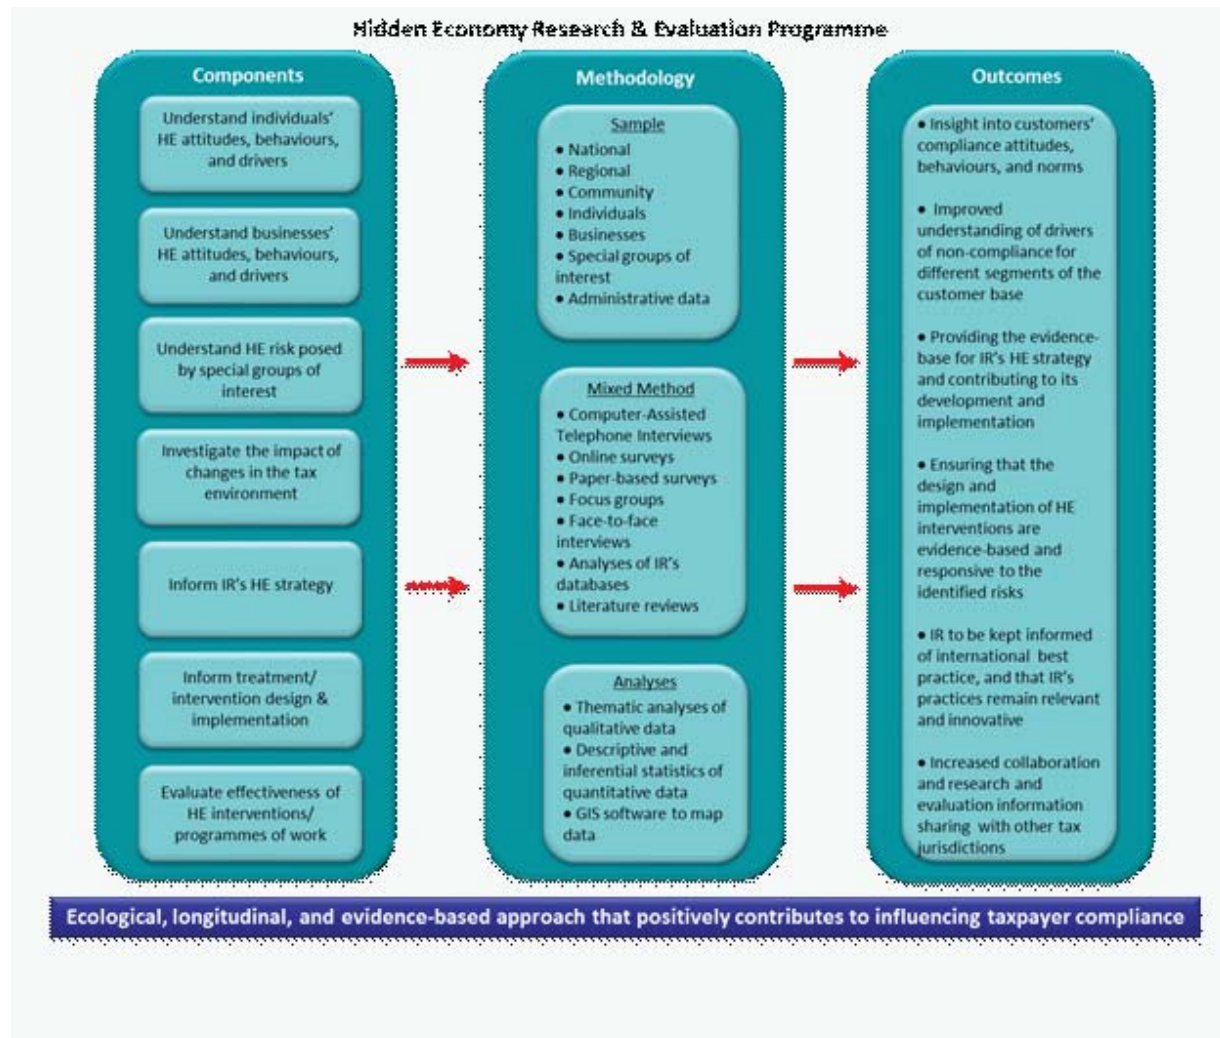 Hidden Economy Research & Evaluation Programme
Components
Understand individuals'
HE attitudes, behaviours,
and drivers
Understand businesses'
HE attitudes, behaviours,
and drivers
Understand HE risk posed
by special groups of
interest
Investigate the impact of
changes in the tax
environment
Inform IR's HE strategy
Inform treatment/
intervention design &
implementation
Evaluate effectiveness of
HE interventions/
programmes of work
Methodology
Sample
● National
● Regional
● Community
● Individuals
● Businesses
● Special groups of
interest
● Administrative data
Mixed Method
● Computer-Assisted
Telephone Interviews
● Online surveys
● Paper-based surveys
● Focus groups
● Face-to-face
interviews
● Analyses of IR's
databases
● Literature reviews
Analyses
● Thematic analyses of
qualitative data
● Descriptive and
inferential statistics of
quantitative data
● GIS software to map
data
Outcomes
● Insight into customers'
compliance attitudes,
behaviours, and norms
● Improved
understanding of drivers
of non-compliance for
different segments of the
customer base
● Providing the evidence-
base for IR's HE strategy
and contributing to its
development and
implementation
● Ensuring that the
design and
implementation of HE
interventions are
evidence-based and
responsive to the
identified risks
● IR to be kept informed
of international best
practice, and that IR's
practices remain relevant
and innovative
● Increased collaboration
and research and
evaluation information
sharing with other tax
jurisdictions
Ecological, longitudinal, and evidence-based approach that positively contributes to influencing taxpayer compliance